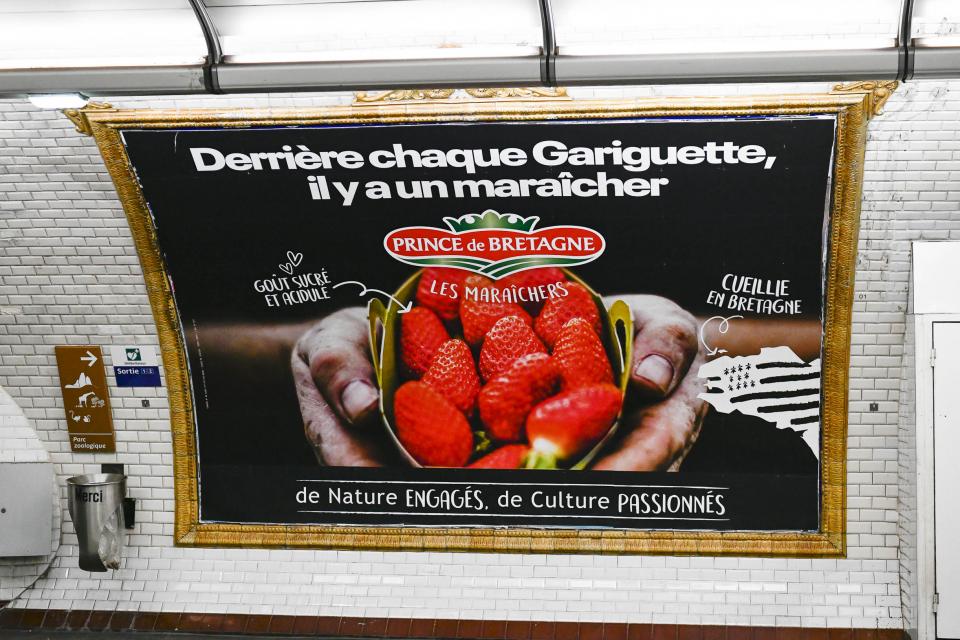 Derrière chaque Gariguette,
il y a un maraîcher
PRINCE de BRETAGNE
LES MARAÎCHERS
GOÛT SUCRÉ
ET ACIDULÉ
CUEILLIE
EN BRETAGNE
de Nature ENGAGÉS, de Culture PASSIONNÉS
Sortie
Parc
zoologique
Merci
01